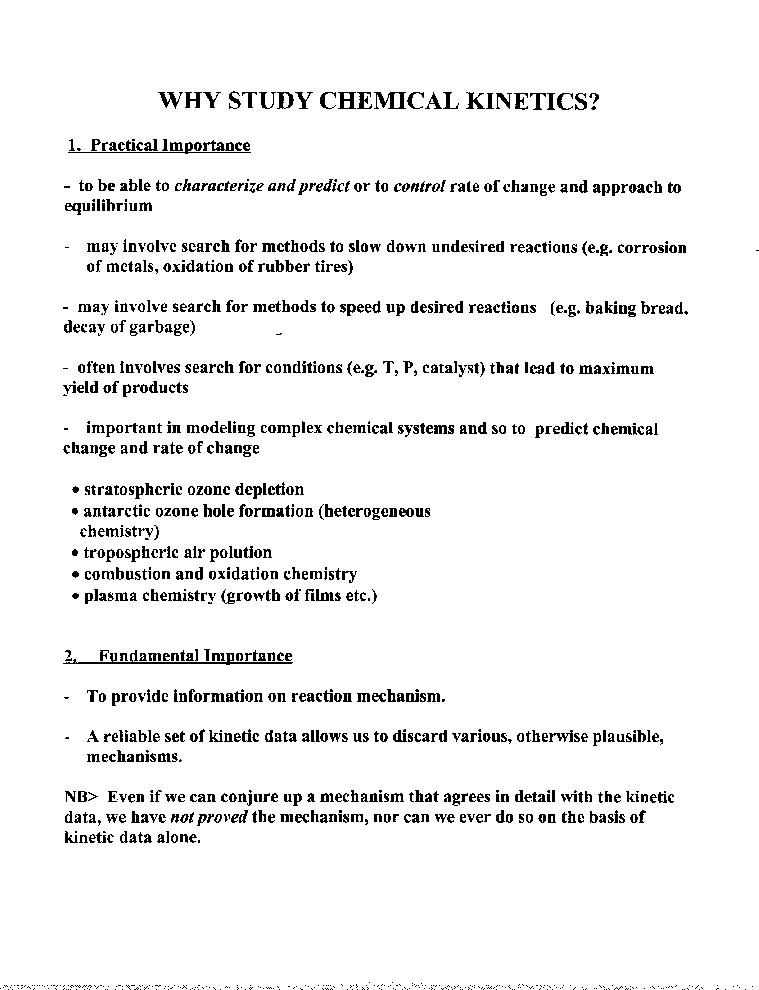 WHY STUDY CHEMICAL KINETICS?
1. Practical Importance
- to be able to characterize and predict or to control rate of change and approach to
equilibrium
- may involve search for methods to slow down undesired reactions (e.g. corrosion
of metals, oxidation of rubber tires)
- may involve search for methods to speed up desired reactions (e.g. baking bread,
decay of garbage)
- often involves search for conditions (e.g. T, P, catalyst) that lead to maximum
yield of products
- important in modeling complex chemical systems and so to predict chemical
change and rate of change
• stratospheric ozone depletion
• antarctic ozone hole formation (heterogeneous
chemistry)
• tropospheric air polution
• combustion and oxidation chemistry
• plasma chemistry (growth of films etc.)
2. Fundamental Importance
- To provide information on reaction mechanism.
- A reliable set of kinetic data allows us to discard various, otherwise plausible,
mechanisms.
NB> Even if we can conjure up a mechanism that agrees in detail with the kinetic
data, we have not proved the mechanism, nor can we ever do so on the basis of
kinetic data alone.